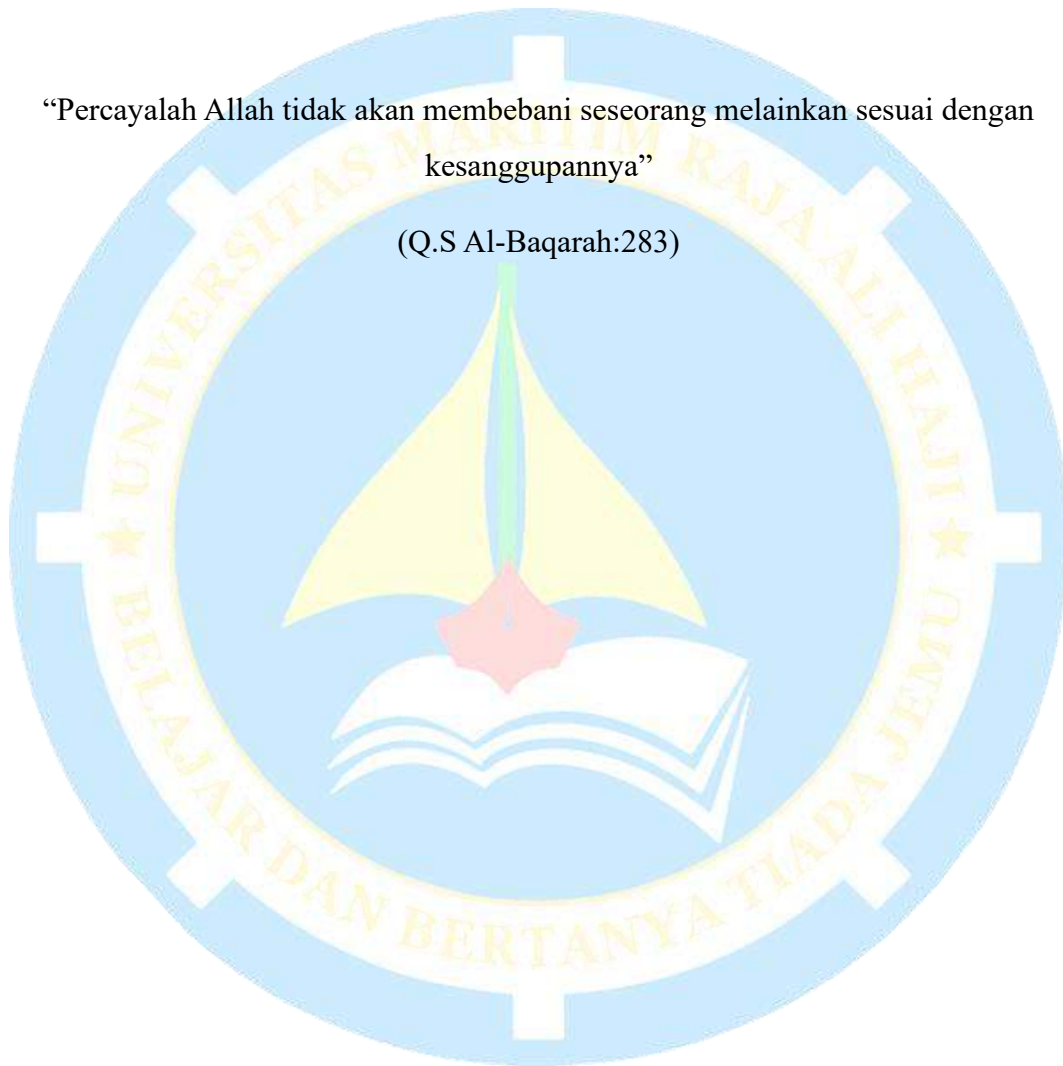 “Percayalah Allah tidak akan membebani seseorang melainkan sesuai dengan
kesanggupannya”
(Q.S Al-Baqarah:283)
UNIVERSITAS MARITIM RAJA ALI HAJI
BELAJAR DAN BERTANYA TIADA JEMU